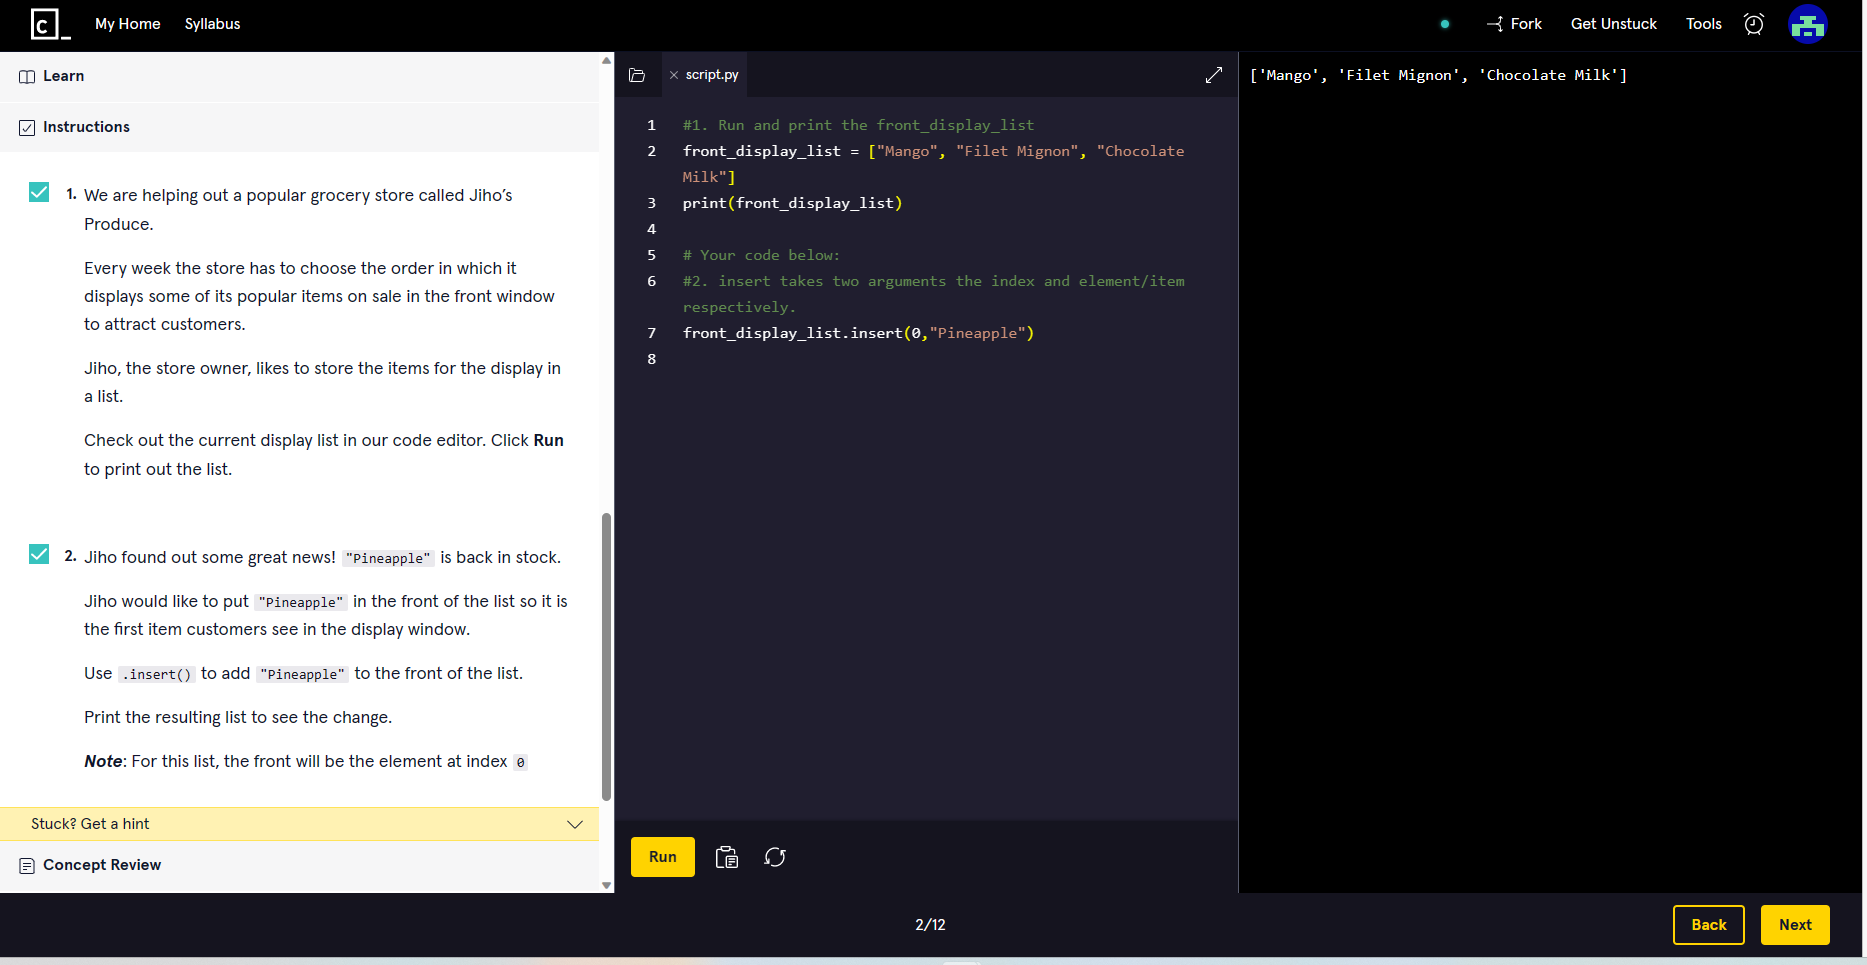 c_ My Home Syllabus Fork Get Unstuck Tools
Learn
Instructions
1. We are helping out a popular grocery store called Jiho’s
Produce.
Every week the store has to choose the order in which it
displays some of its popular items on sale in the front window
to attract customers.
Jiho, the store owner, likes to store the items for the display in
a list.
Check out the current display list in our code editor. Click Run
to print out the list.
2. Jiho found out some great news! "Pineapple" is back in stock.
Jiho would like to put "Pineapple" in the front of the list so it is
the first item customers see in the display window.
Use .insert() to add "Pineapple" to the front of the list.
Print the resulting list to see the change.
Note: For this list, the front will be the element at index 0
Stuck? Get a hint
Concept Review
script.py
1 #1. Run and print the front_display_list
2 front_display_list = ["Mango", "Filet Mignon", "Chocolate
Milk"]
3 print(front_display_list)
4
5 # Your code below:
6 #2. insert takes two arguments the index and element/item
respectively.
7 front_display_list.insert(0,"Pineapple")
8
Run
['Mango', 'Filet Mignon', 'Chocolate Milk']
2/12
Back Next